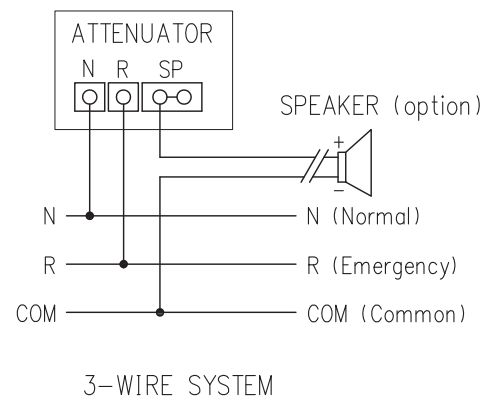 ATTENUATOR
N R SP
SPEAKER (option)
+
−
N N (Normal)
R R (Emergency)
COM COM (Common)
3-WIRE SYSTEM